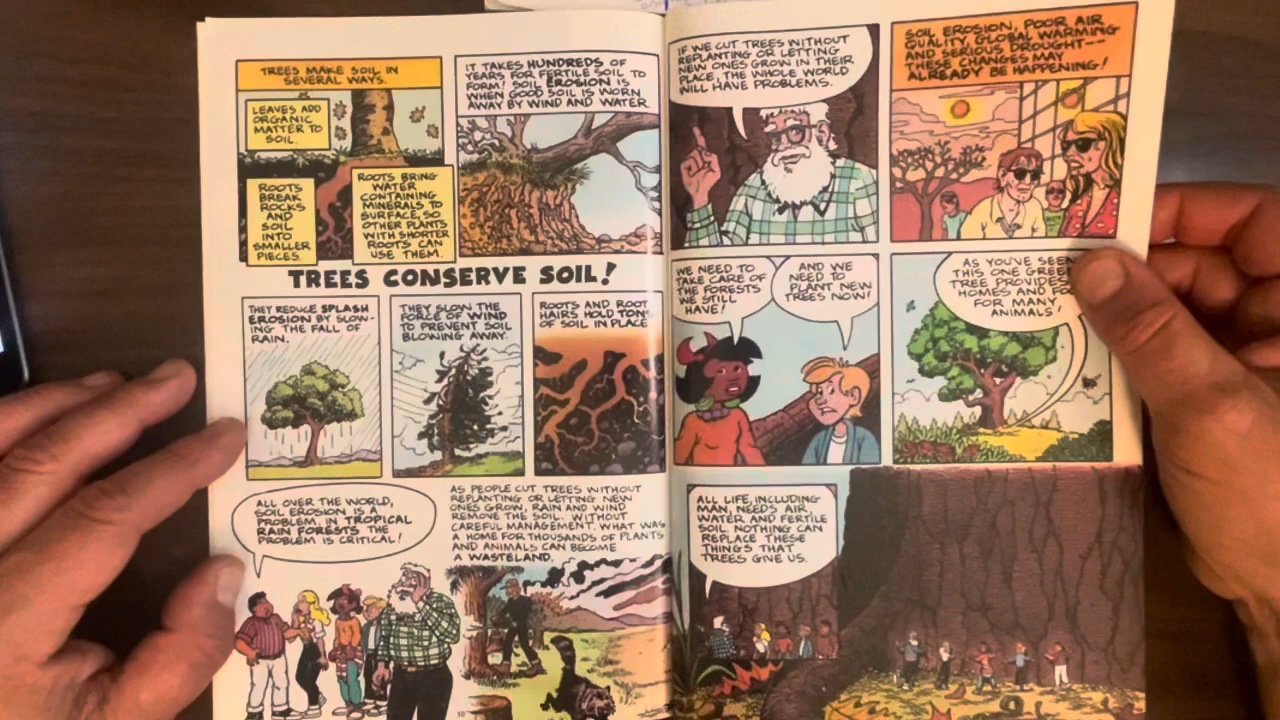 TREES MAKE SOIL IN
SEVERAL WAYS.
LEAVES ADD
ORGANIC
MATTER TO
SOIL.
ROOTS
BREAK
ROCKS
AND
SOIL
INTO
SMALLER
PIECES.
ROOTS BRING
WATER
CONTAINING
MINERALS TO
SURFACE, SO
OTHER PLANTS
WITH SHORTER
ROOTS CAN
USE THEM.
IT TAKES HUNDREDS OF
YEARS FOR FERTILE SOIL TO
FORM! SOIL EROSION IS
WHEN GOOD SOIL IS WORN
AWAY BY WIND AND WATER.
TREES CONSERVE SOIL!
THEY REDUCE SPLASH
EROSION BY SLOW-
ING THE FALL OF
RAIN.
THEY SLOW THE
FORCE OF WIND
TO PREVENT SOIL
BLOWING AWAY.
ROOTS AND ROOT
HAIRS HOLD TONS
OF SOIL IN PLACE
ALL OVER THE WORLD,
SOIL EROSION IS A
PROBLEM. IN TROPICAL
RAIN FORESTS THE
PROBLEM IS CRITICAL!
AS PEOPLE CUT TREES WITHOUT
REPLANTING OR LETTING NEW
ONES GROW, RAIN AND WIND
REMOVE THE SOIL. WITHOUT
CAREFUL MANAGEMENT, WHAT WAS
A HOME FOR THOUSANDS OF PLANTS
AND ANIMALS CAN BECOME
A WASTELAND.
IF WE CUT TREES WITHOUT
REPLANTING OR LETTING
NEW ONES GROW IN THEIR
PLACE, THE WHOLE WORLD
WILL HAVE PROBLEMS.
SOIL EROSION, POOR AIR
QUALITY, GLOBAL WARMING
AND SERIOUS DROUGHT--
THESE CHANGES MAY
ALREADY BE HAPPENING!
WE NEED TO
TAKE CARE OF
THE FORESTS
WE STILL
HAVE!
AND WE
NEED TO
PLANT NEW
TREES NOW!
AS YOU'VE SEEN
THIS ONE GREE
TREE PROVIDES
HOMES AND FO
FOR MANY
ANIMALS!
ALL LIFE, INCLUDING
MAN, NEEDS AIR,
WATER AND FERTILE
SOIL. NOTHING CAN
REPLACE THESE
THINGS THAT
TREES GIVE US.